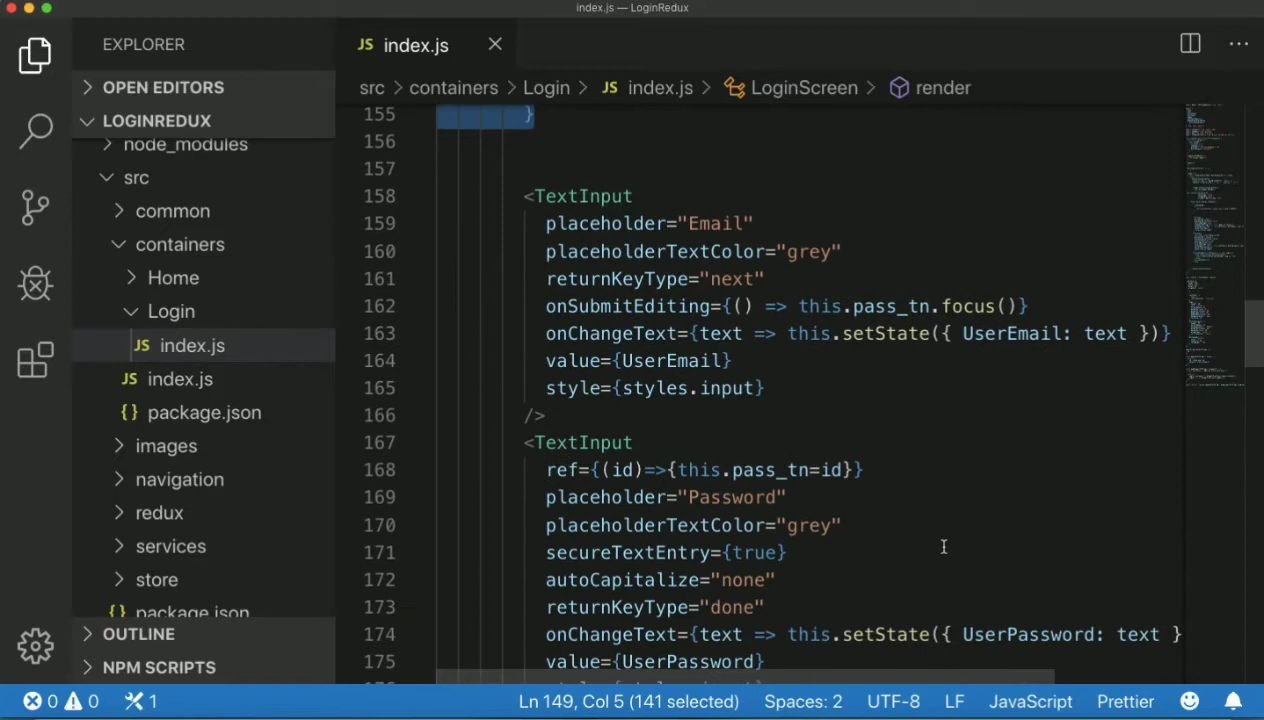 index.js — LoginRedux
EXPLORER
OPEN EDITORS
LOGINREDUX
node_modules
src
common
containers
Home
Login
JS index.js
JS index.js
{} package.json
images
navigation
redux
services
store
{} package.json
OUTLINE
NPM SCRIPTS
JS index.js
src > containers > Login > JS index.js > LoginScreen > render
155 }
156
157
158 <TextInput
159 placeholder="Email"
160 placeholderTextColor="grey"
161 returnKeyType="next"
162 onSubmitEditing={() => this.pass_tn.focus()}
163 onChangeText={text => this.setState({ UserEmail: text })}
164 value={UserEmail}
165 style={styles.input}
166 />
167 <TextInput
168 ref={(id)=>{this.pass_tn=id}}
169 placeholder="Password"
170 placeholderTextColor="grey"
171 secureTextEntry={true}
172 autoCapitalize="none"
173 returnKeyType="done"
174 onChangeText={text => this.setState({ UserPassword: text }
175 value={UserPassword}
0 0 1 Ln 149, Col 5 (141 selected) Spaces: 2 UTF-8 LF JavaScript Prettier